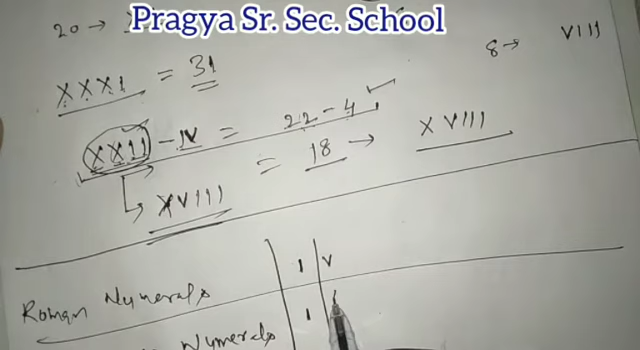 Pragya Sr. Sec. School
20 →
8 → VIII
XXXI = 31
XXII - IV = 22 - 4
= 18 → XVIII
↳ XVIII
Roman Numerals | I | V
Numerals | 1 |